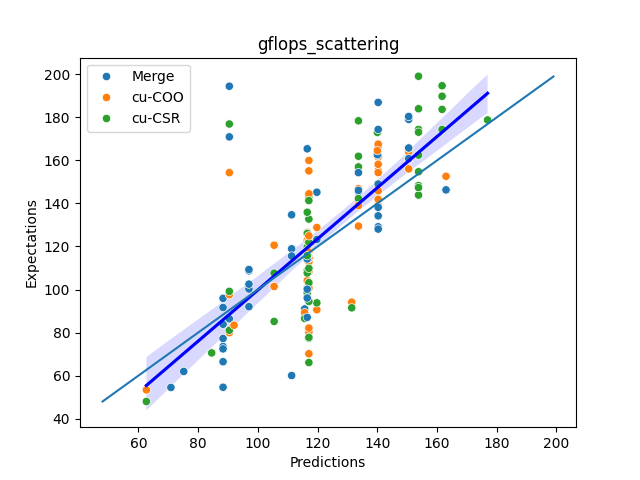 gflops_scattering
Merge
cu-COO
cu-CSR
Expectations
200
180
160
140
120
100
80
60
40
60 80 100 120 140 160 180 200
Predictions